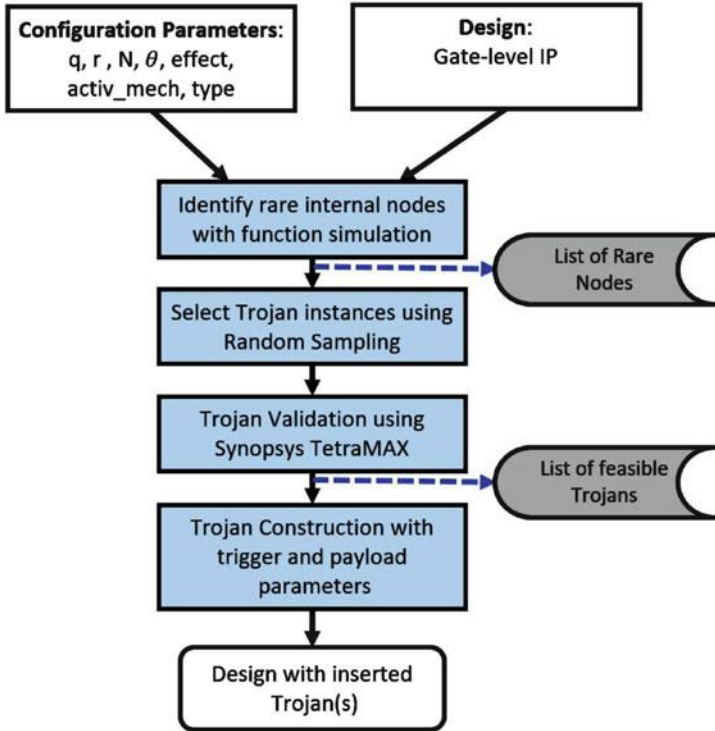 Configuration Parameters:
q, r , N, θ, effect,
activ_mech, type
Design:
Gate-level IP
Identify rare internal nodes
with function simulation
List of Rare
Nodes
Select Trojan instances using
Random Sampling
Trojan Validation using
Synopsys TetraMAX
List of feasible
Trojans
Trojan Construction with
trigger and payload
parameters
Design with inserted
Trojan(s)